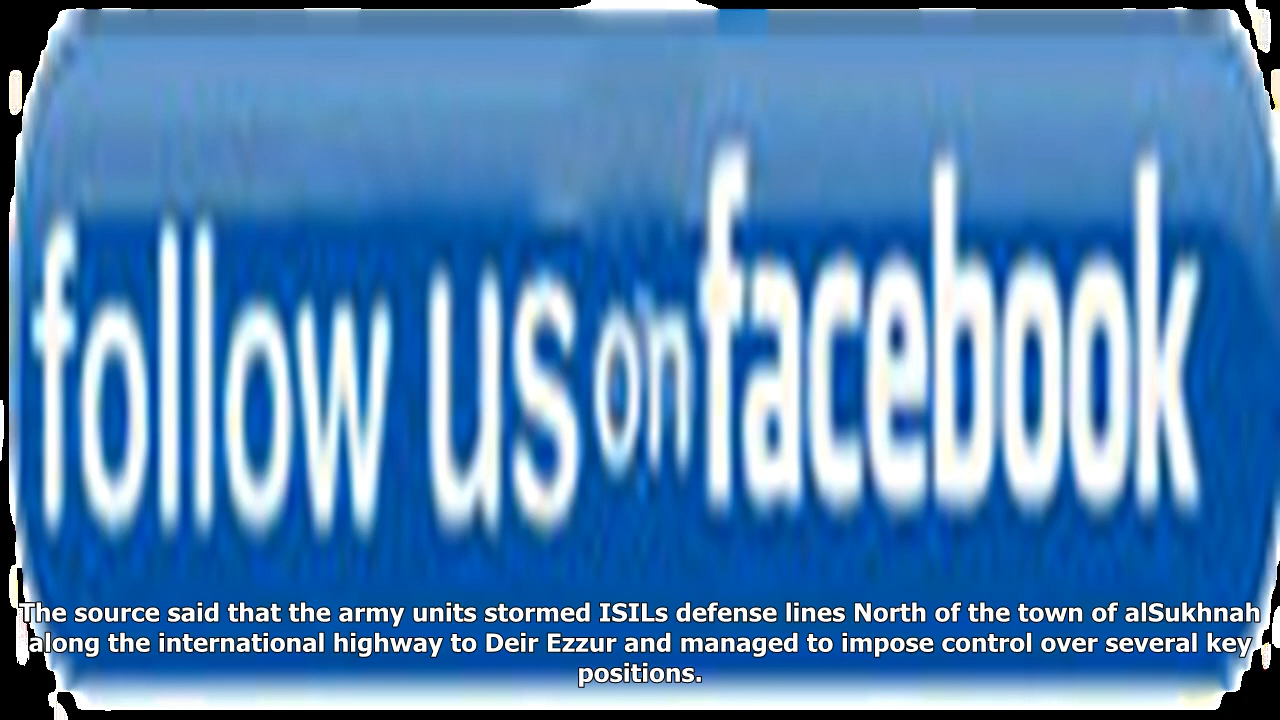 follow us on facebook
The source said that the army units stormed ISILs defense lines North of the town of alSukhnah
along the international highway to Deir Ezzur and managed to impose control over several key
positions.